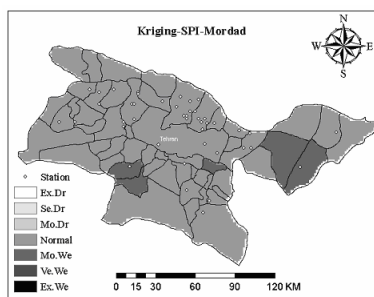 Kriging-SPI-Mordad
N
W E
S
Tehran
Station
Ex.Dr
Se.Dr
Mo.Dr
Normal
Mo.We
Ve.We
Ex.We
0 15 30 60 90 120 KM